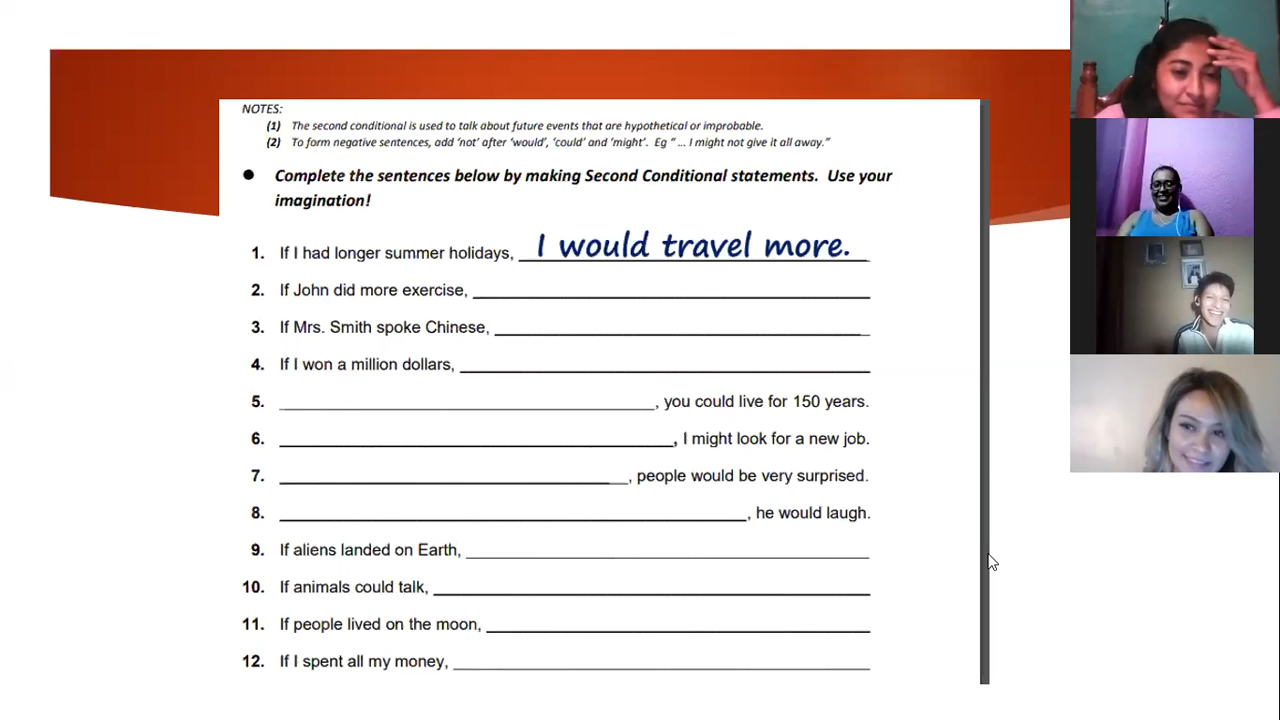 NOTES:
(1) The second conditional is used to talk about future events that are hypothetical or improbable.
(2) To form negative sentences, add ‘not’ after ‘would’, ‘could’ and ‘might’. Eg “ … I might not give it all away.”
● Complete the sentences below by making Second Conditional statements. Use your
imagination!
1. If I had longer summer holidays, I would travel more.
2. If John did more exercise, 
3. If Mrs. Smith spoke Chinese, 
4. If I won a million dollars, 
5. , you could live for 150 years.
6. , I might look for a new job.
7. , people would be very surprised.
8. , he would laugh.
9. If aliens landed on Earth, 
10. If animals could talk, 
11. If people lived on the moon, 
12. If I spent all my money,